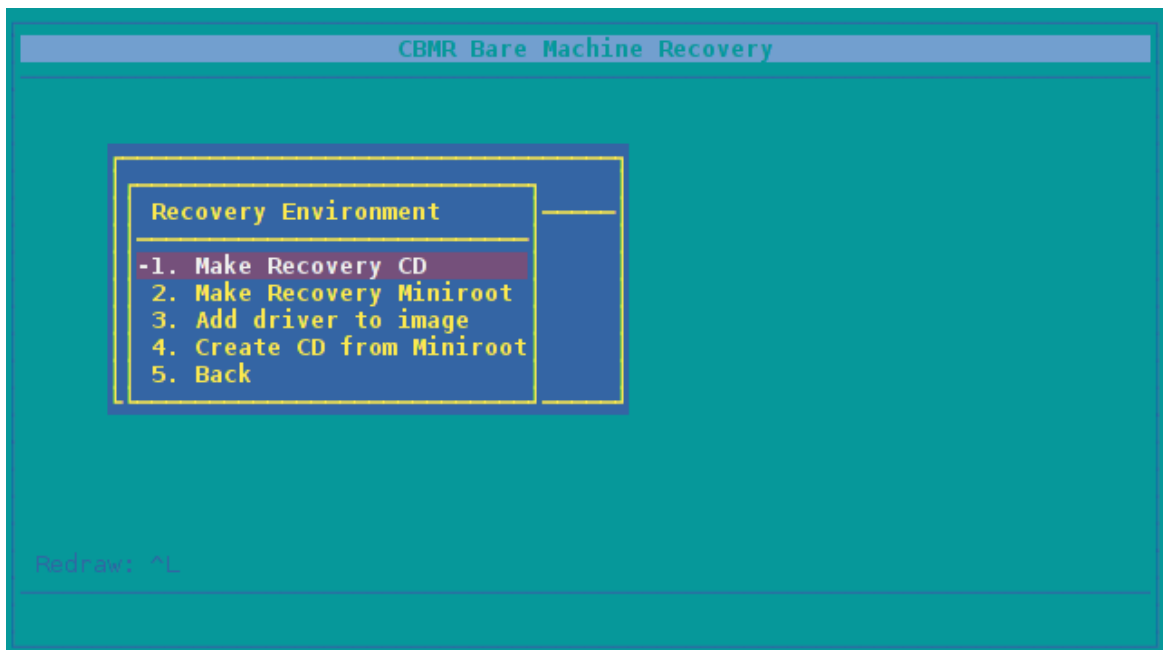 CBMR Bare Machine Recovery
Recovery Environment
-1. Make Recovery CD
2. Make Recovery Miniroot
3. Add driver to image
4. Create CD from Miniroot
5. Back
Redraw: ^L